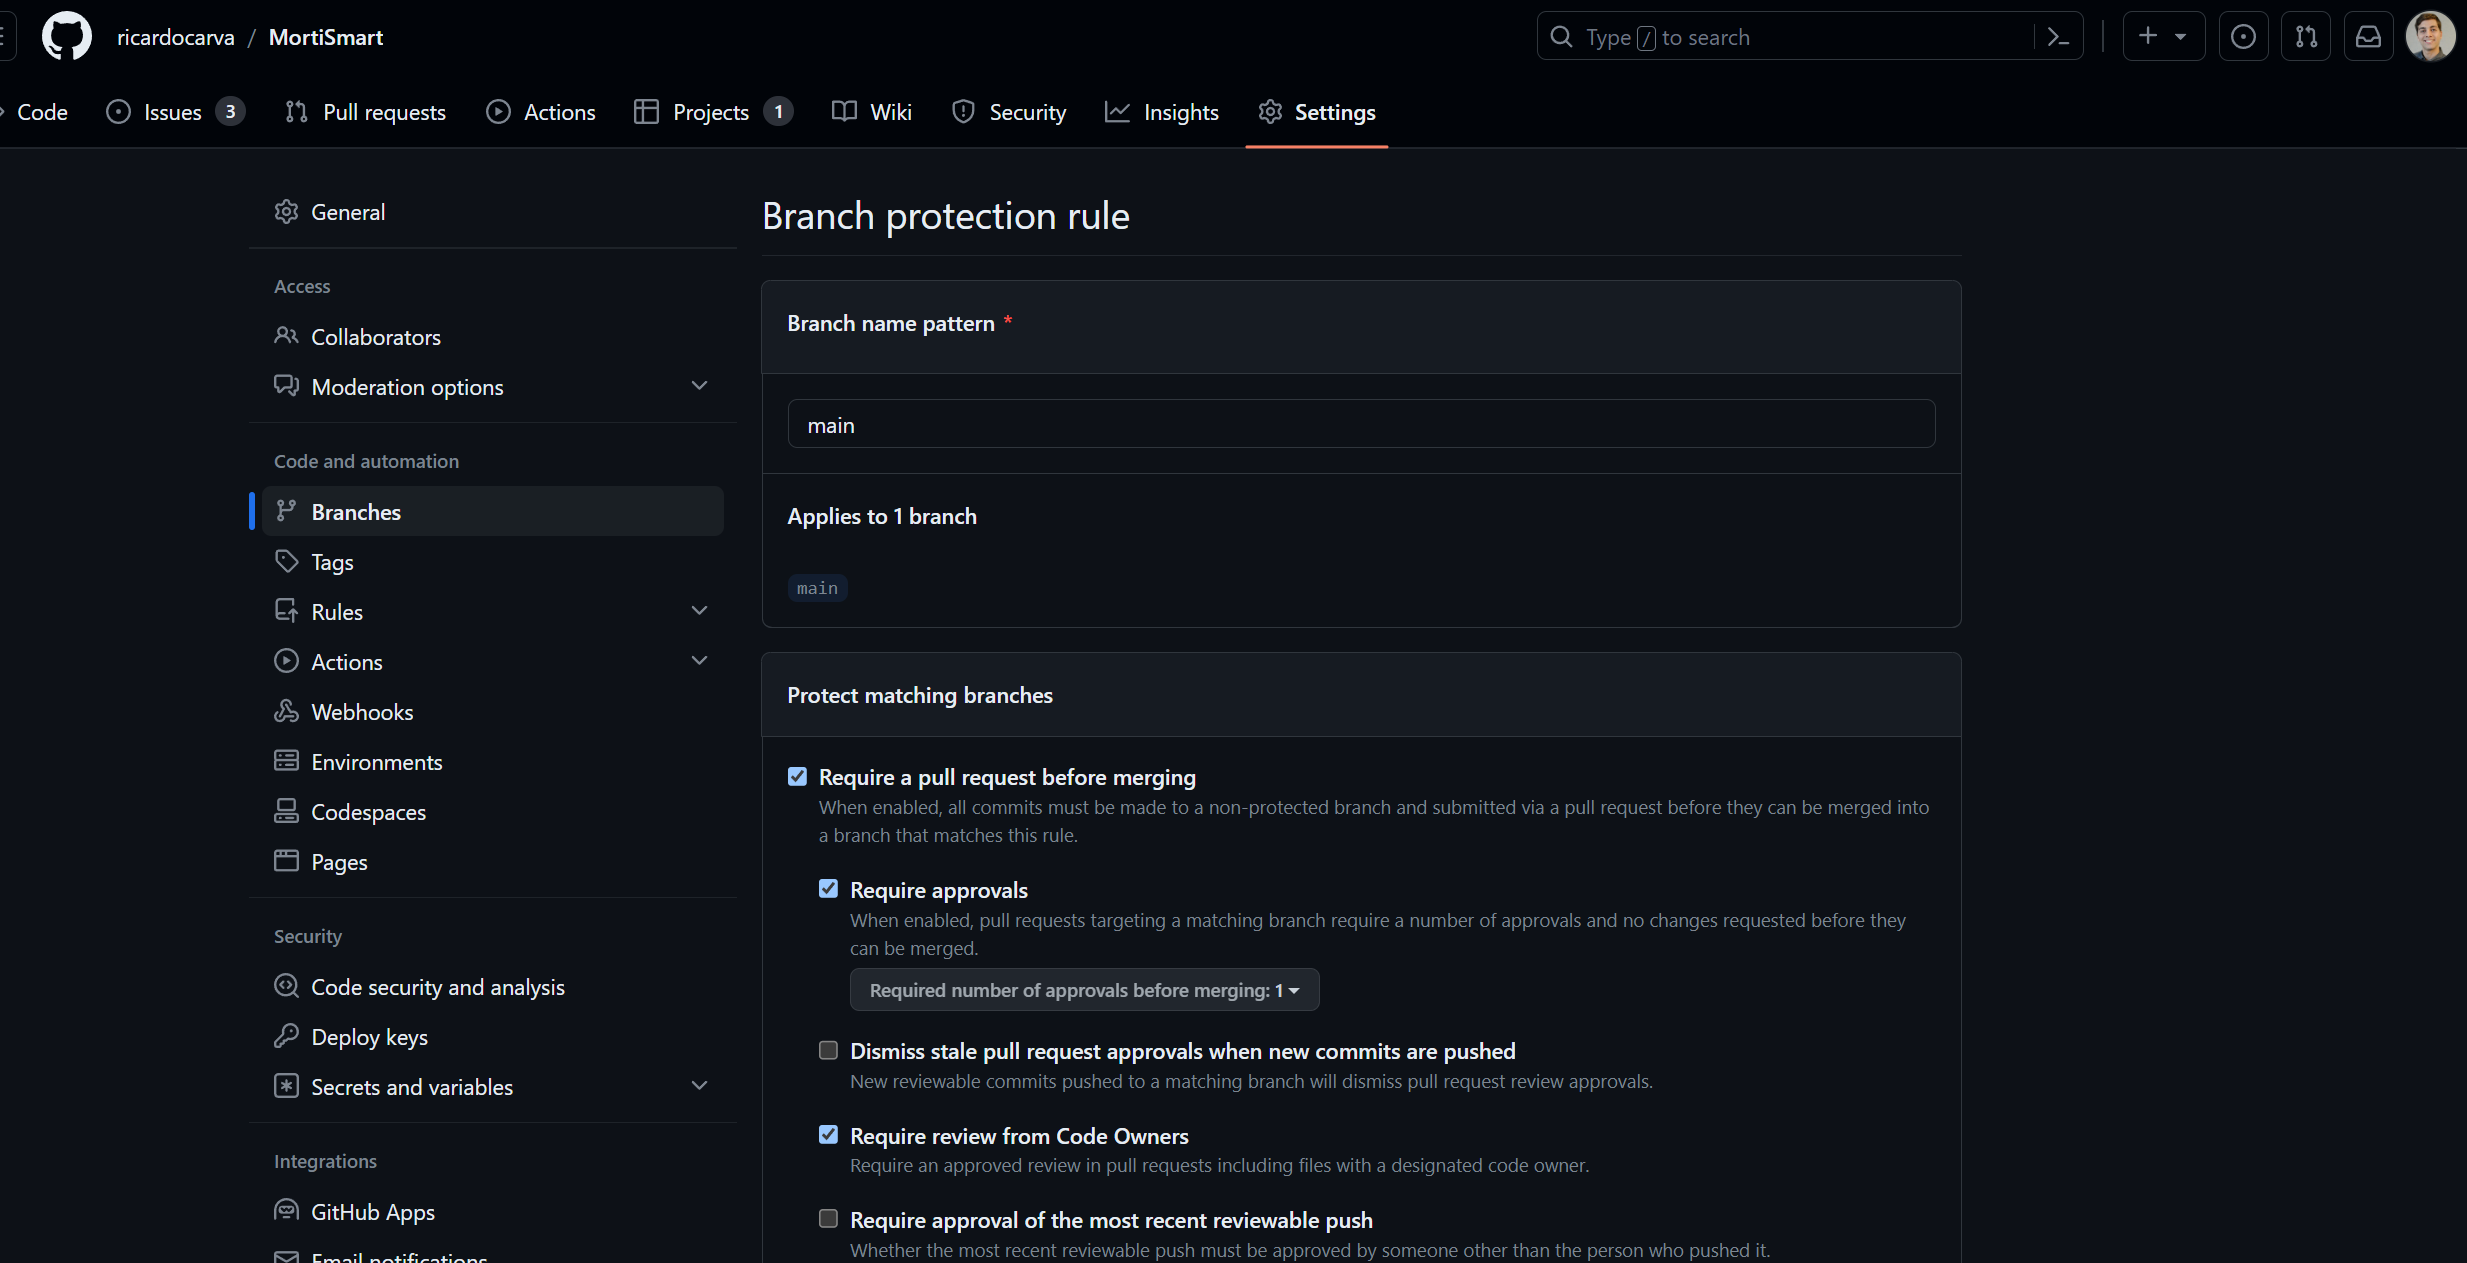 ricardocarva / MortiSmart
Type / to search
Code
Issues 3
Pull requests
Actions
Projects 1
Wiki
Security
Insights
Settings
General
Access
Collaborators
Moderation options
Code and automation
Branches
Tags
Rules
Actions
Webhooks
Environments
Codespaces
Pages
Security
Code security and analysis
Deploy keys
Secrets and variables
Integrations
GitHub Apps
Email notifications
Branch protection rule
Branch name pattern *
main
Applies to 1 branch
main
Protect matching branches
Require a pull request before merging
When enabled, all commits must be made to a non-protected branch and submitted via a pull request before they can be merged into
a branch that matches this rule.
Require approvals
When enabled, pull requests targeting a matching branch require a number of approvals and no changes requested before they
can be merged.
Required number of approvals before merging: 1
Dismiss stale pull request approvals when new commits are pushed
New reviewable commits pushed to a matching branch will dismiss pull request review approvals.
Require review from Code Owners
Require an approved review in pull requests including files with a designated code owner.
Require approval of the most recent reviewable push
Whether the most recent reviewable push must be approved by someone other than the person who pushed it.